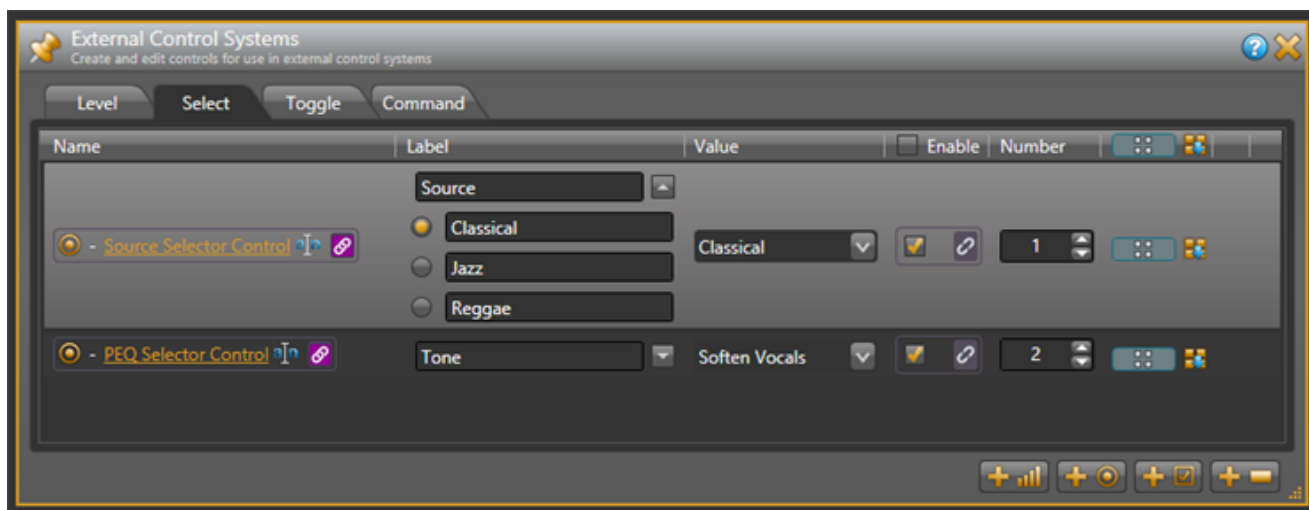 External Control Systems
Create and edit controls for use in external control systems
Level Select Toggle Command
Name Label Value Enable Number
Source
Classical
- Source Selector Control Classical 1
Jazz
Reggae
- PEQ Selector Control Tone Soften Vocals 2